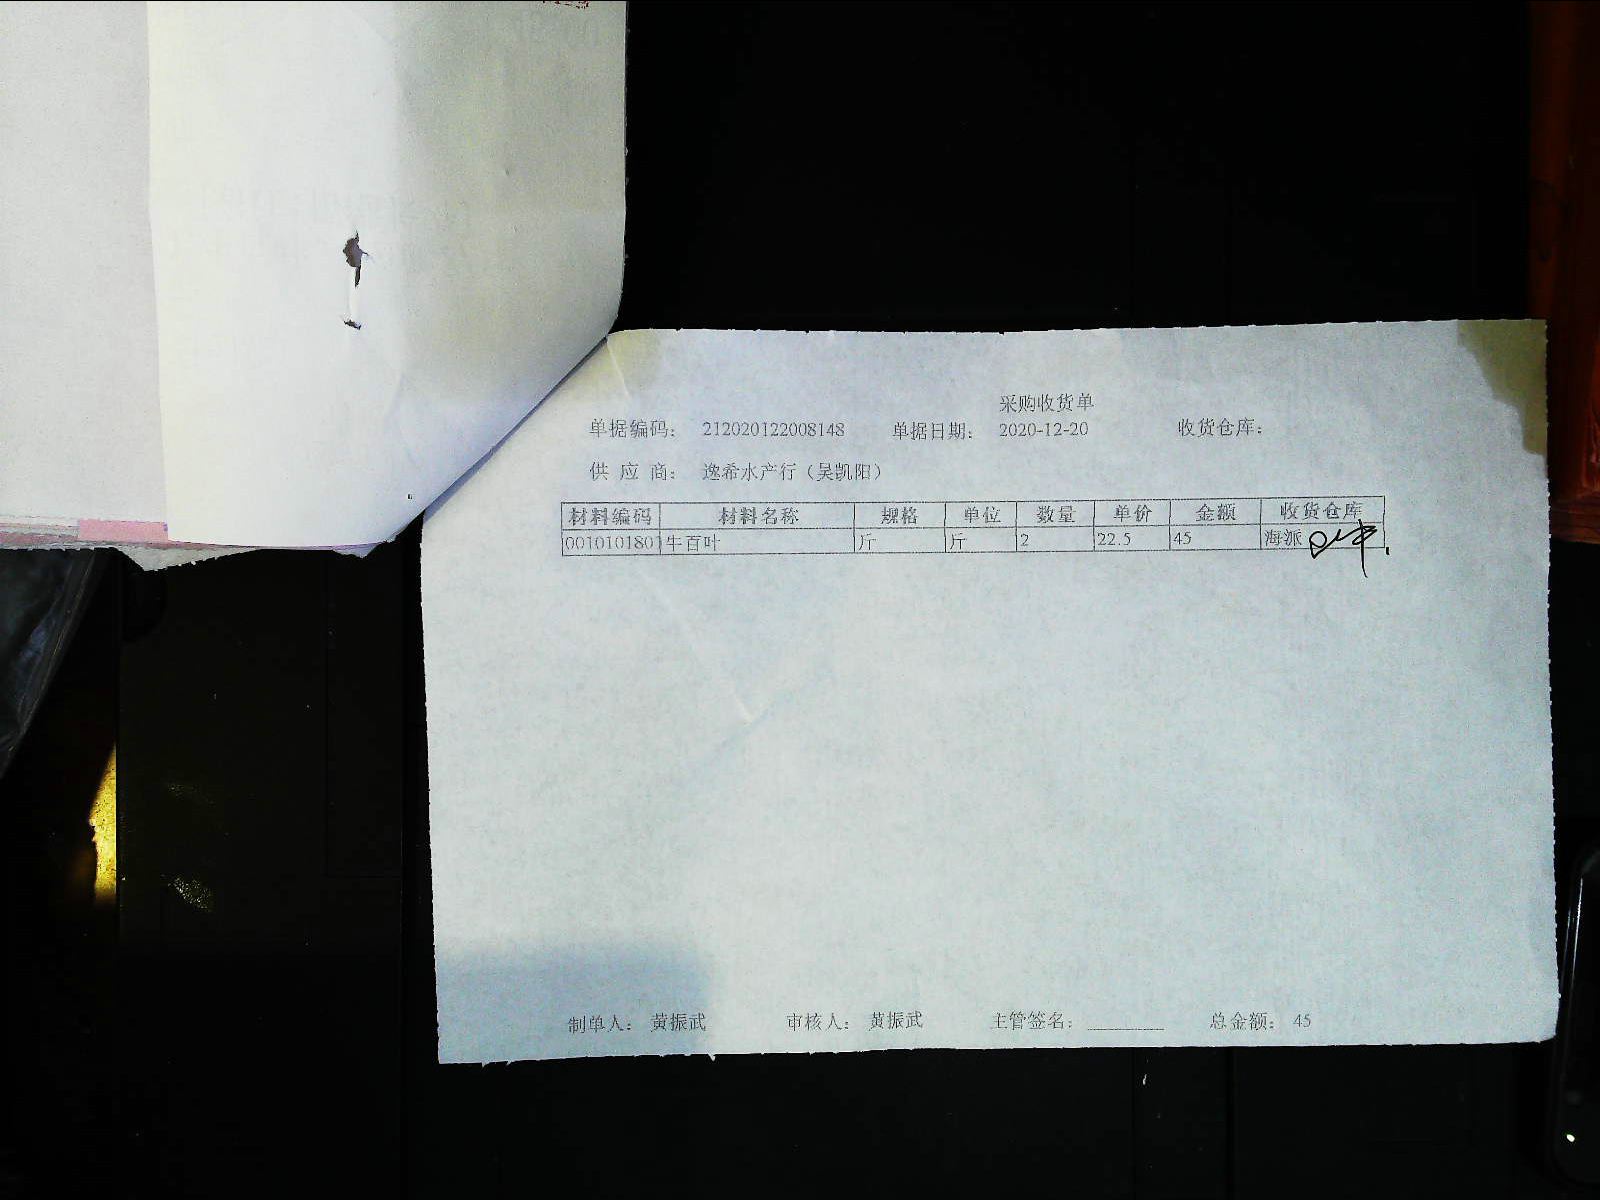 采购收货单
单据编码： 212020122008148 单据日期： 2020-12-20 收货仓库：
供 应 商： 逸希水产行（吴凯阳）
材料编码 材料名称 规格 单位 数量 单价 金额 收货仓库
0010101801 牛百叶 斤 斤 2 22.5 45 海派
制单人： 黄振武 审核人： 黄振武 主管签名： ________ 总金额： 45